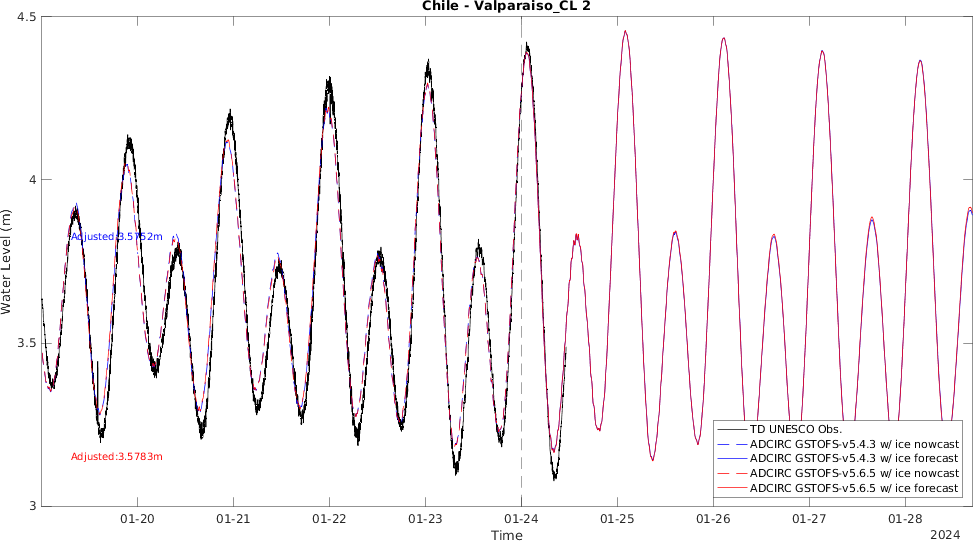 Chile - Valparaiso_CL 2
4.5
4
3.5
3
Water Level (m)
Adjusted:3.5752m
Adjusted:3.5783m
TD UNESCO Obs.
ADCIRC GSTOFS-v5.4.3 w/ ice nowcast
ADCIRC GSTOFS-v5.4.3 w/ ice forecast
ADCIRC GSTOFS-v5.6.5 w/ ice nowcast
ADCIRC GSTOFS-v5.6.5 w/ ice forecast
01-20 01-21 01-22 01-23 01-24 01-25 01-26 01-27 01-28
Time
2024